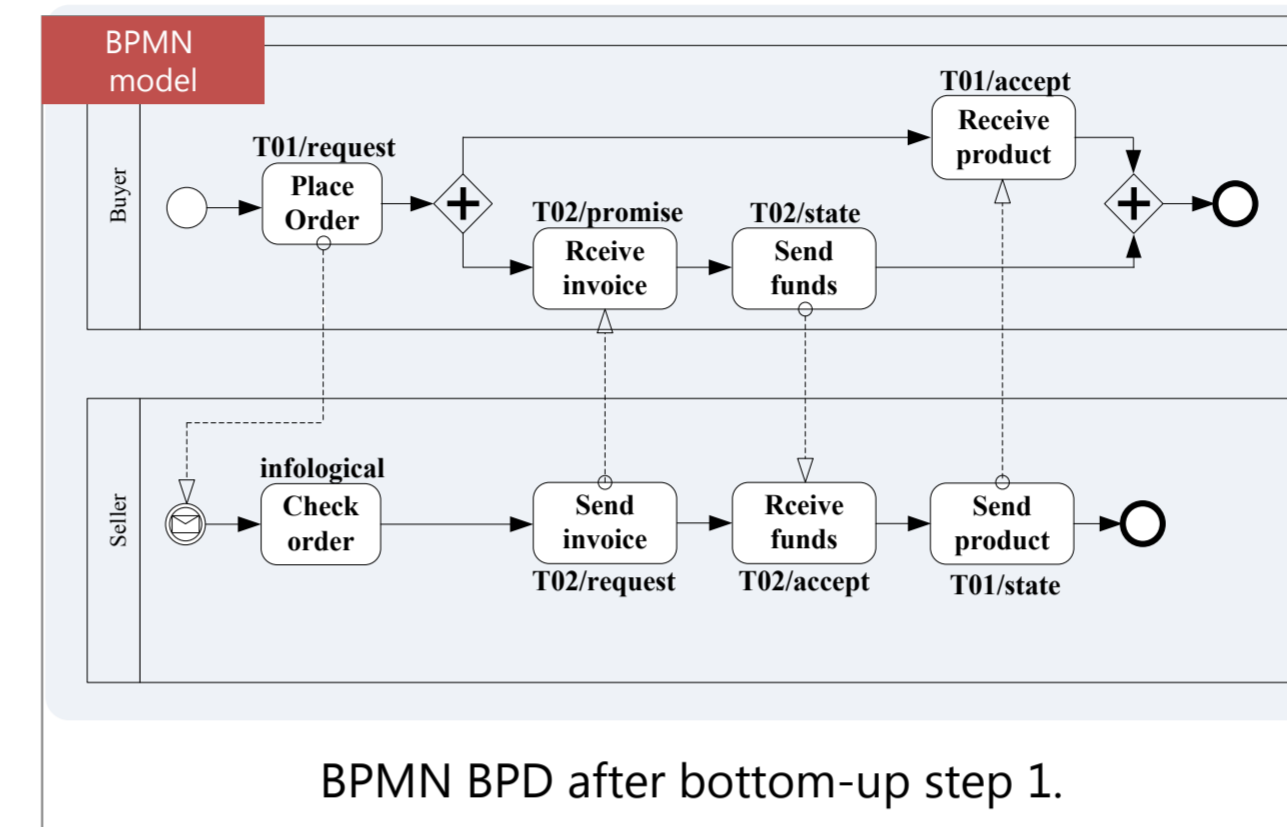 BPMN
model
Buyer
T01/request
Place
Order
T02/promise
Rceive
invoice
T02/state
Send
funds
T01/accept
Receive
product
Seller
infological
Check
order
Send
invoice
T02/request
Rceive
funds
T02/accept
Send
product
T01/state
BPMN BPD after bottom-up step 1.